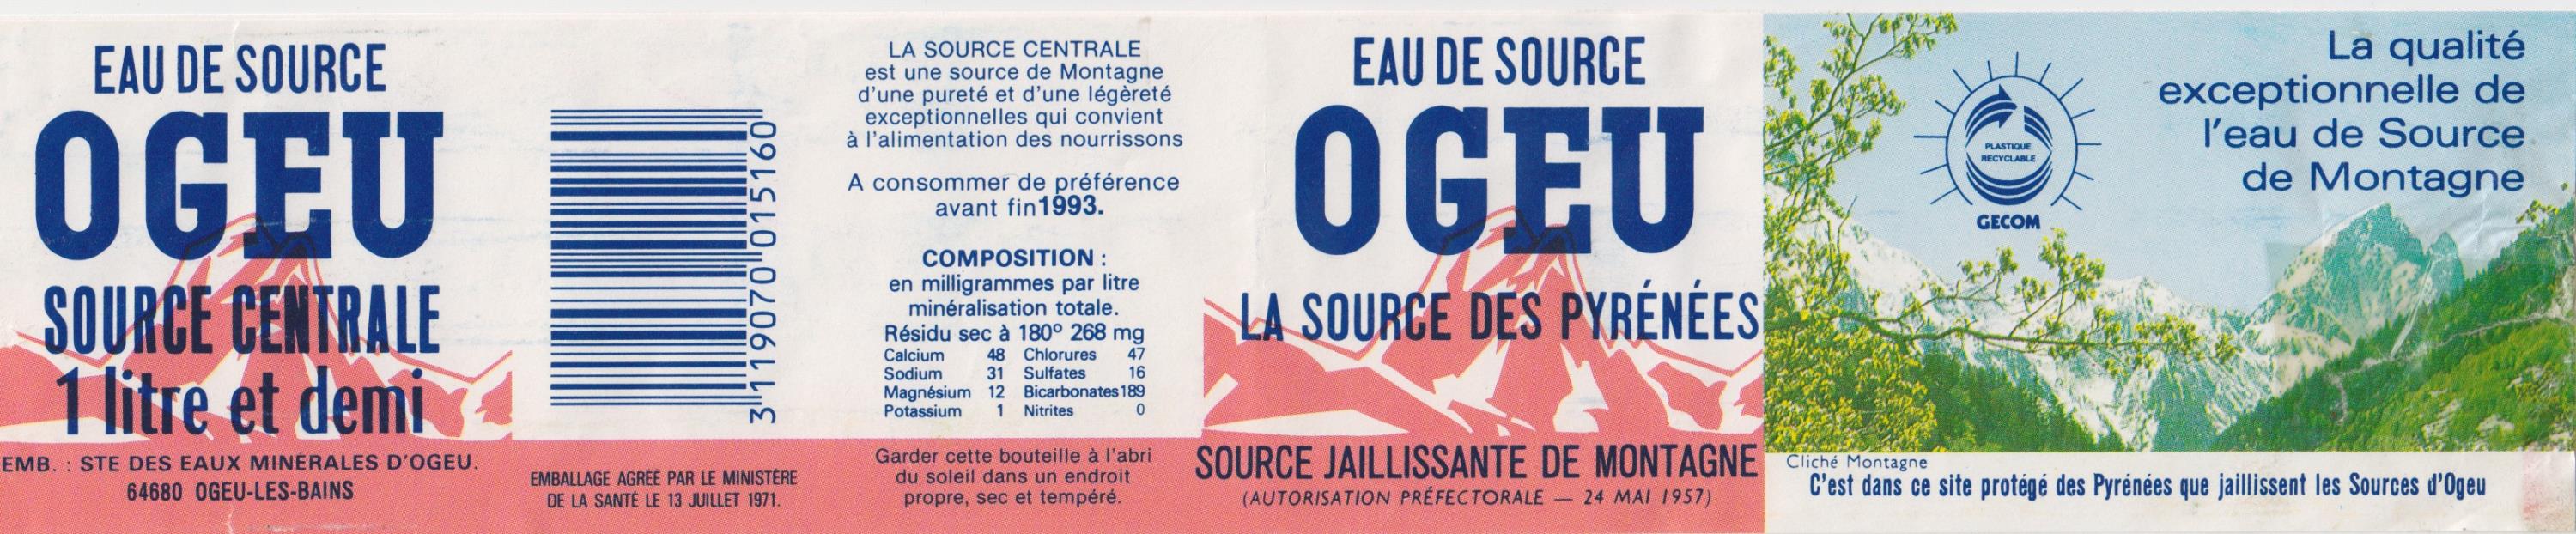 EAU DE SOURCE
OGEU
SOURCE CENTRALE
1 litre et demi
EMB. : STE DES EAUX MINÉRALES D'OGEU.
64680 OGEU-LES-BAINS
3 119070 015160
EMBALLAGE AGRÉÉ PAR LE MINISTÈRE
DE LA SANTÉ LE 13 JUILLET 1971.
LA SOURCE CENTRALE
est une source de Montagne
d'une pureté et d'une légèreté
exceptionnelles qui convient
à l'alimentation des nourrissons
A consommer de préférence
avant fin 1993.
COMPOSITION :
en milligrammes par litre
minéralisation totale.
Résidu sec à 180° 268 mg
Calcium 48 Chlorures 47
Sodium 31 Sulfates 16
Magnésium 12 Bicarbonates 189
Potassium 1 Nitrites 0
Garder cette bouteille à l'abri
du soleil dans un endroit
propre, sec et tempéré.
EAU DE SOURCE
OGEU
LA SOURCE DES PYRÉNÉES
SOURCE JAILLISSANTE DE MONTAGNE
(AUTORISATION PRÉFECTORALE — 24 MAI 1957)
PLASTIQUE
RECYCLABLE
GECOM
La qualité
exceptionnelle de
l'eau de Source
de Montagne
Cliché Montagne
C'est dans ce site protégé des Pyrénées que jaillissent les Sources d'Ogeu